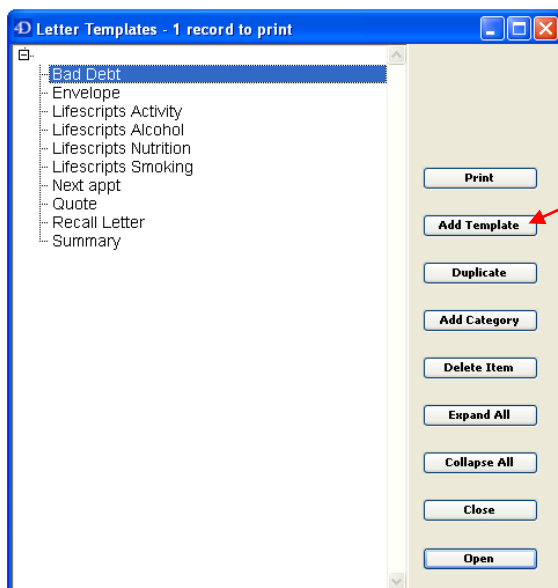 4D Letter Templates - 1 record to print
Bad Debt
Envelope
Lifescripts Activity
Lifescripts Alcohol
Lifescripts Nutrition
Lifescripts Smoking
Next appt
Quote
Recall Letter
Summary
Print
Add Template
Duplicate
Add Category
Delete Item
Expand All
Collapse All
Close
Open